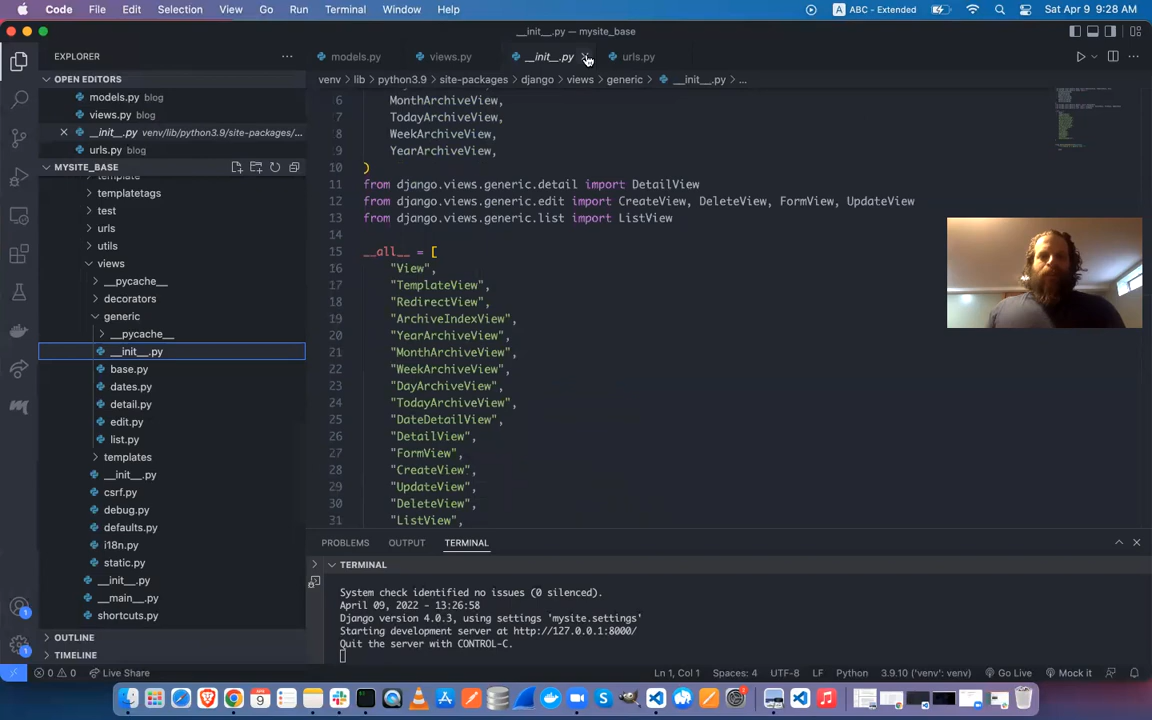 Code File Edit Selection View Go Run Terminal Window Help
A ABC - Extended Sat Apr 9 9:28 AM
__init__.py — mysite_base
EXPLORER
models.py views.py __init__.py urls.py
OPEN EDITORS
venv > lib > python3.9 > site-packages > django > views > generic > __init__.py > ...
models.py blog
views.py blog
__init__.py venv/lib/python3.9/site-packages/...
urls.py blog
MYSITE_BASE
template
templatetags
test
urls
utils
views
__pycache__
decorators
generic
__pycache__
__init__.py
base.py
dates.py
detail.py
edit.py
list.py
templates
__init__.py
csrf.py
debug.py
defaults.py
i18n.py
static.py
__init__.py
__main__.py
shortcuts.py
OUTLINE
TIMELINE
6 MonthArchiveView,
7 TodayArchiveView,
8 WeekArchiveView,
9 YearArchiveView,
10 )
11 from django.views.generic.detail import DetailView
12 from django.views.generic.edit import CreateView, DeleteView, FormView, UpdateView
13 from django.views.generic.list import ListView
14
15 __all__ = [
16 "View",
17 "TemplateView",
18 "RedirectView",
19 "ArchiveIndexView",
20 "YearArchiveView",
21 "MonthArchiveView",
22 "WeekArchiveView",
23 "DayArchiveView",
24 "TodayArchiveView",
25 "DateDetailView",
26 "DetailView",
27 "FormView",
28 "CreateView",
29 "UpdateView",
30 "DeleteView",
31 "ListView",
PROBLEMS OUTPUT TERMINAL
TERMINAL
System check identified no issues (0 silenced).
April 09, 2022 - 13:26:58
Django version 4.0.3, using settings 'mysite.settings'
Starting development server at http://127.0.0.1:8000/
Quit the server with CONTROL-C.
1
1
0 0 Live Share Ln 1, Col 1 Spaces: 4 UTF-8 LF Python 3.9.10 ('venv': venv) Go Live Mock it